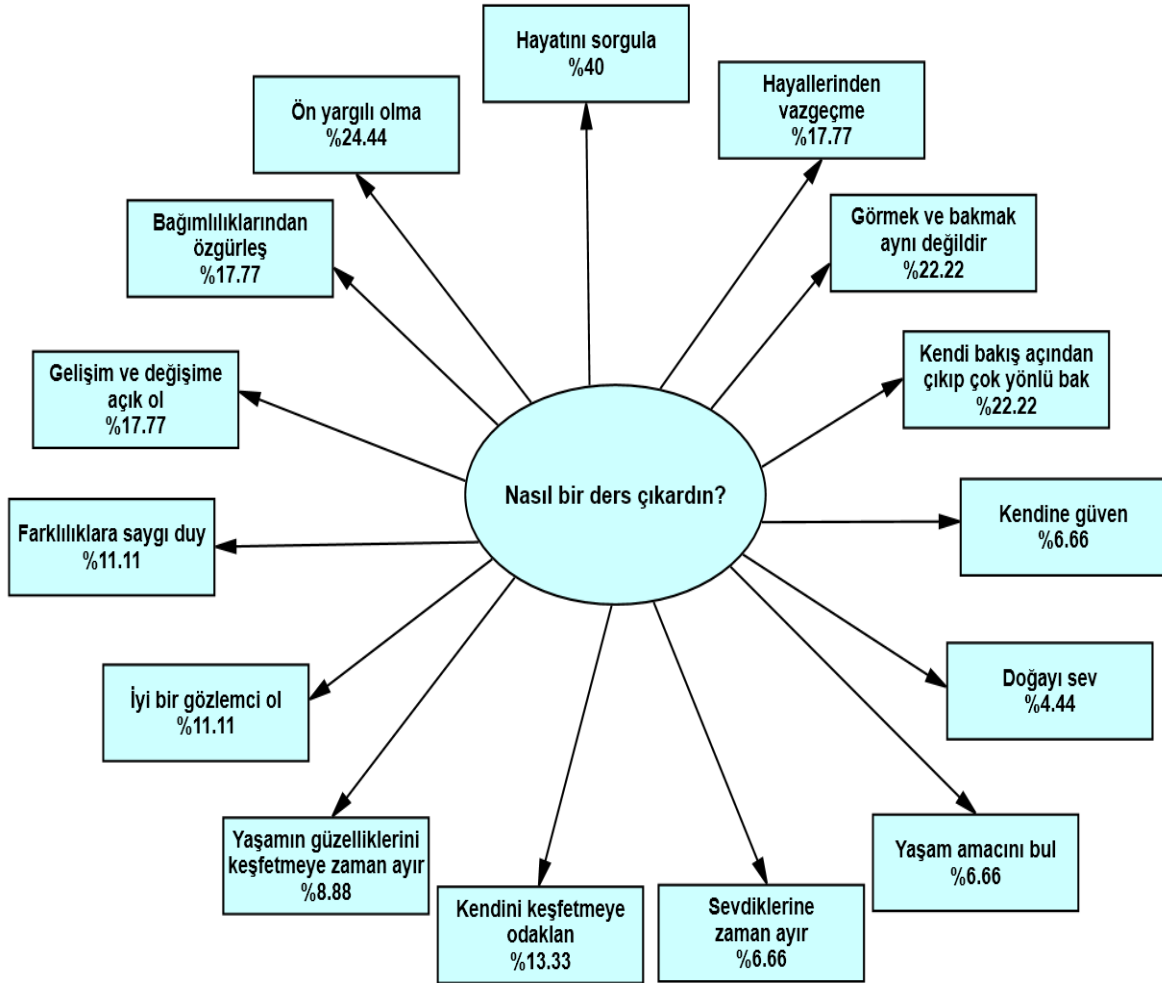 Hayatını sorgula
%40
Hayallerinden
vazgeçme
%17.77
Ön yargılı olma
%24.44
Görmek ve bakmak
aynı değildir
%22.22
Bağımlılıklarından
özgürleş
%17.77
Kendi bakış açından
çıkıp çok yönlü bak
%22.22
Gelişim ve değişime
açık ol
%17.77
Nasıl bir ders çıkardın?
Kendine güven
%6.66
Farklılıklara saygı duy
%11.11
Doğayı sev
%4.44
İyi bir gözlemci ol
%11.11
Yaşam amacını bul
%6.66
Yaşamın güzelliklerini
keşfetmeye zaman ayır
%8.88
Kendini keşfetmeye
odaklan
%13.33
Sevdiklerine
zaman ayır
%6.66